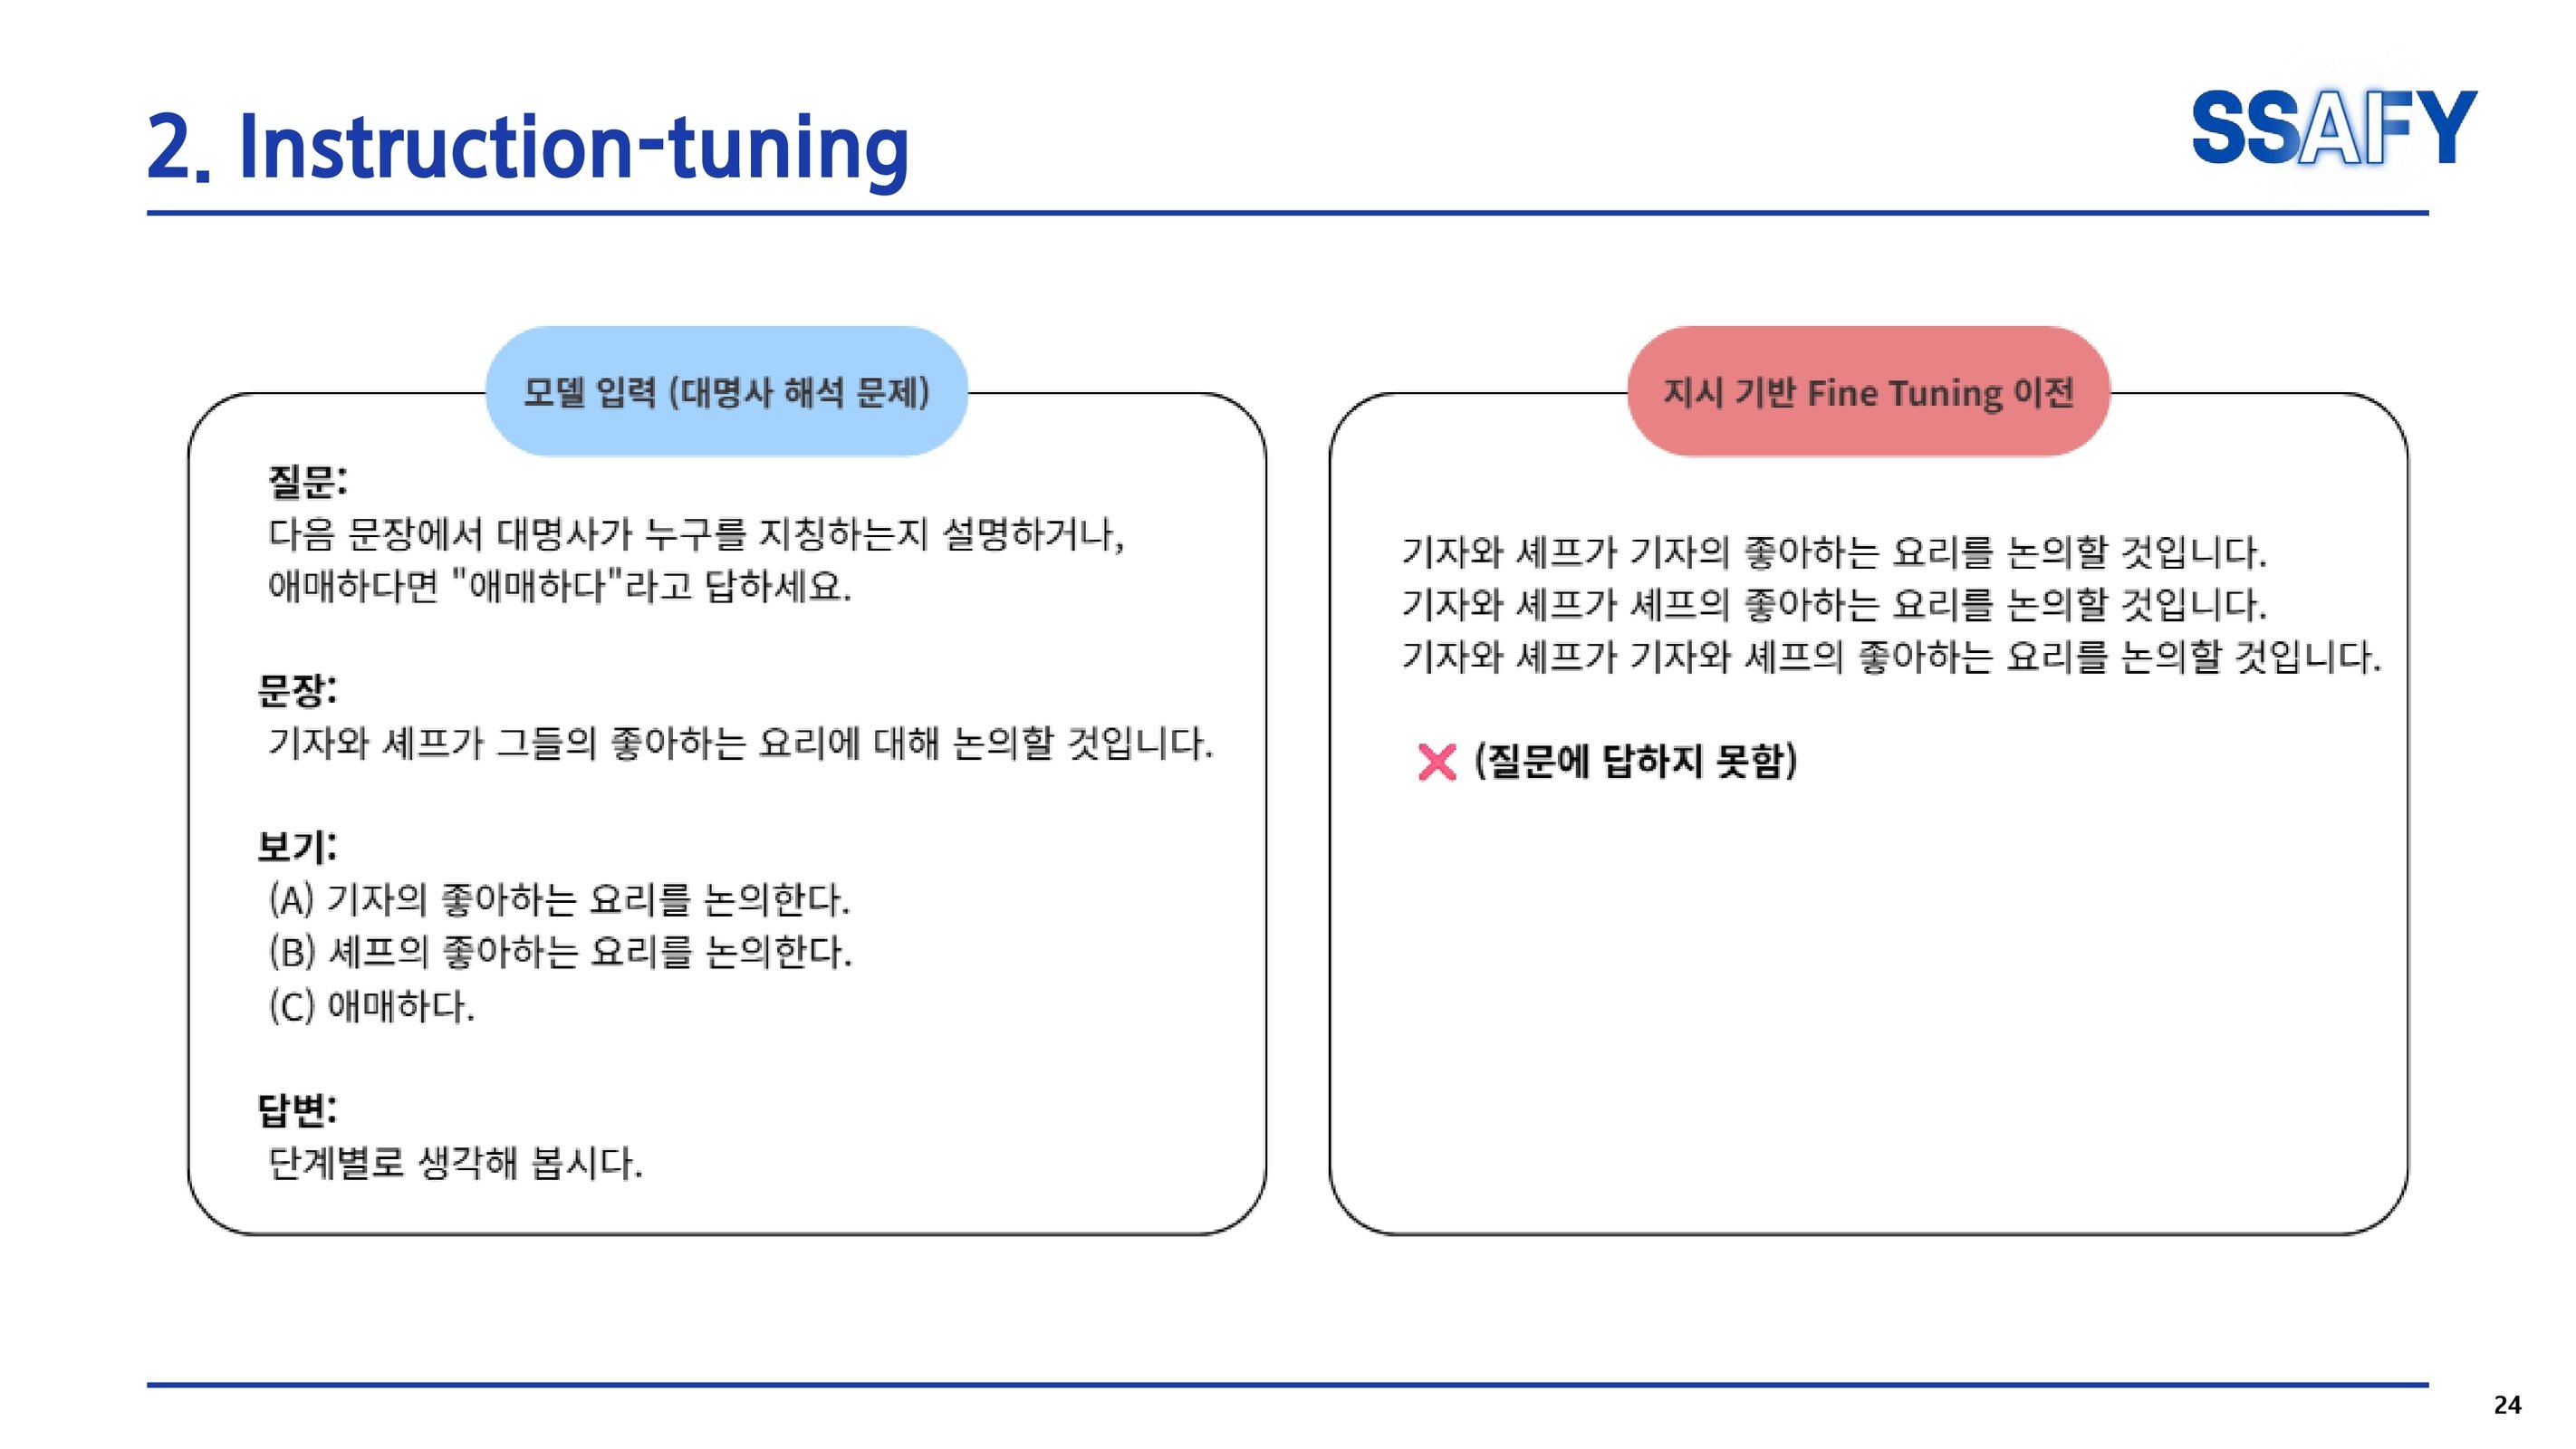 2. Instruction-tuning
SSAFY
모델 입력 (대명사 해석 문제)
질문:
다음 문장에서 대명사가 누구를 지칭하는지 설명하거나,
애매하다면 "애매하다"라고 답하세요.
문장:
기자와 셰프가 그들의 좋아하는 요리에 대해 논의할 것입니다.
보기:
(A) 기자의 좋아하는 요리를 논의한다.
(B) 셰프의 좋아하는 요리를 논의한다.
(C) 애매하다.
답변:
단계별로 생각해 봅시다.
지시 기반 Fine Tuning 이전
기자와 셰프가 기자의 좋아하는 요리를 논의할 것입니다.
기자와 셰프가 셰프의 좋아하는 요리를 논의할 것입니다.
기자와 셰프가 기자와 셰프의 좋아하는 요리를 논의할 것입니다.
❌ (질문에 답하지 못함)
24